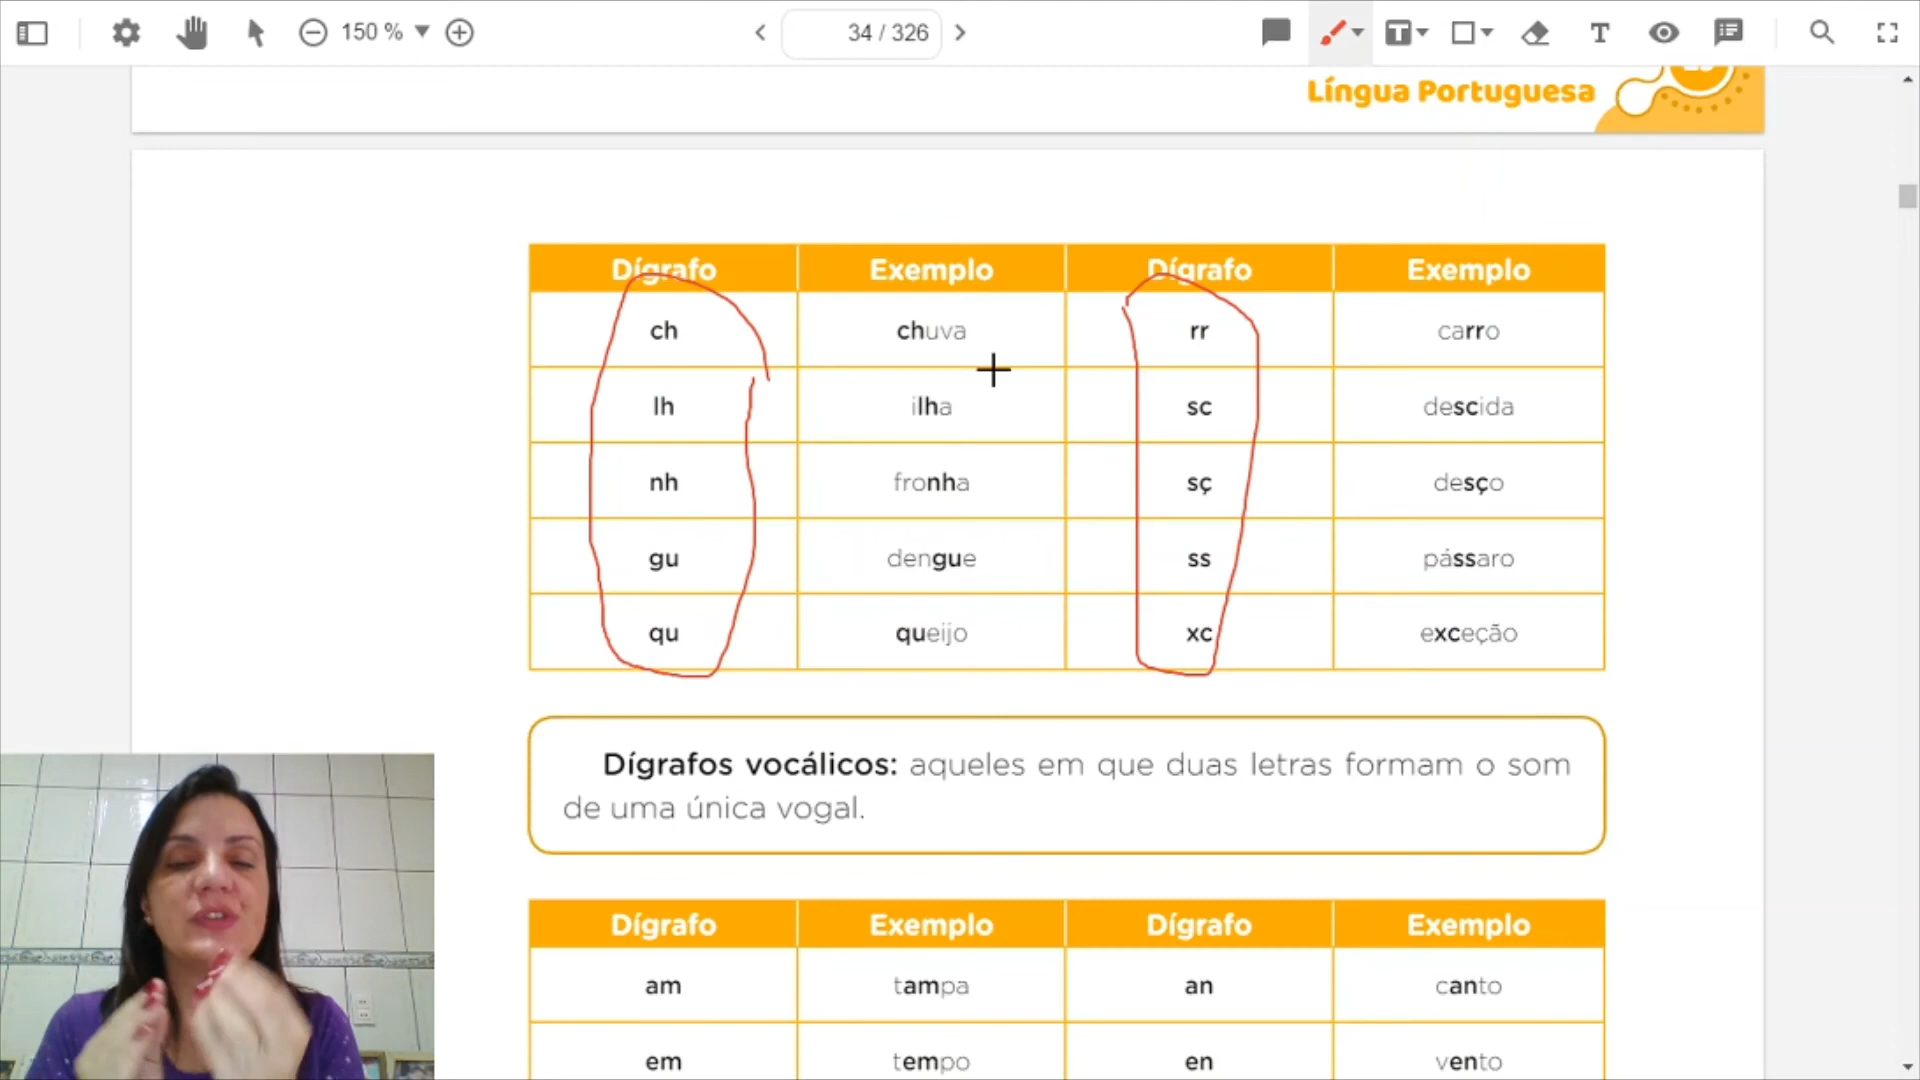 150 %
34 / 326
Língua Portuguesa
Dígrafo Exemplo Dígrafo Exemplo
ch chuva rr carro
lh ilha sc descida
nh fronha sç desço
gu dengue ss pássaro
qu queijo xc exceção
Dígrafos vocálicos: aqueles em que duas letras formam o som
de uma única vogal.
Dígrafo Exemplo Dígrafo Exemplo
am tampa an canto
em tempo en vento